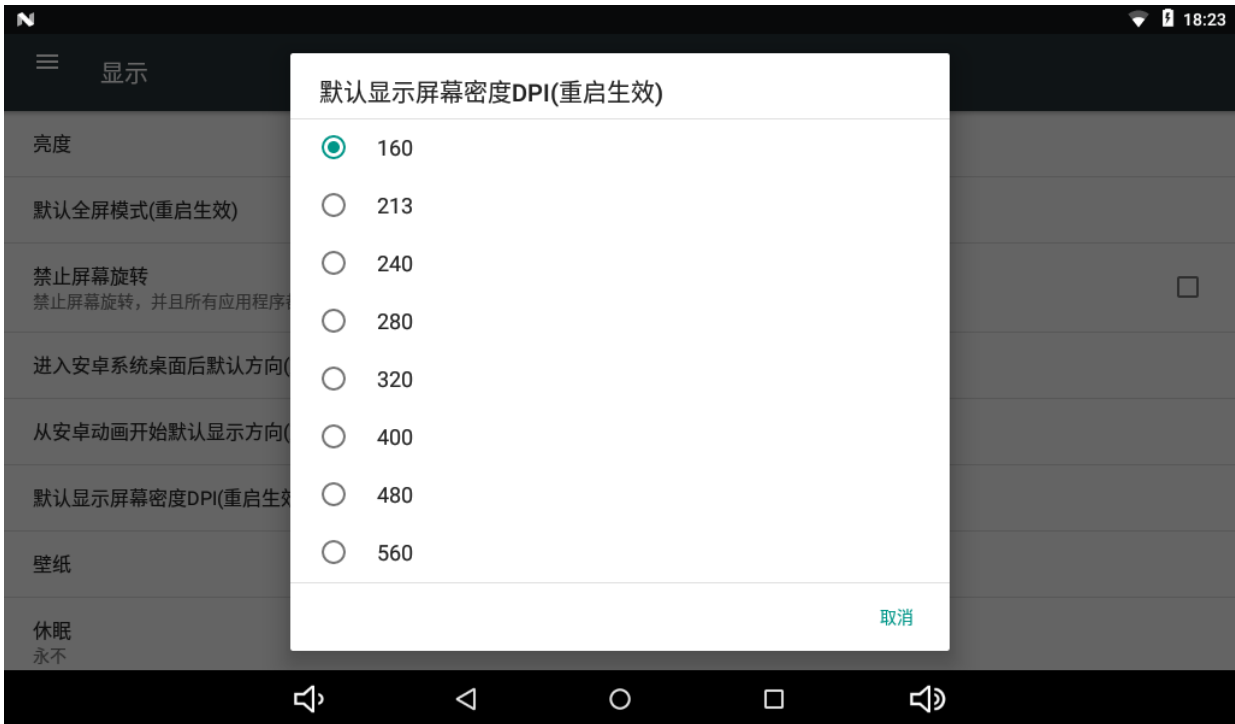 18:23
显示
默认显示屏幕密度DPI(重启生效)
160
213
240
280
320
400
480
560
取消
亮度
默认全屏模式(重启生效)
禁止屏幕旋转
禁止屏幕旋转，并且所有应用程序
进入安卓系统桌面后默认方向(
从安卓动画开始默认显示方向(
默认显示屏幕密度DPI(重启生效
壁纸
休眠
永不